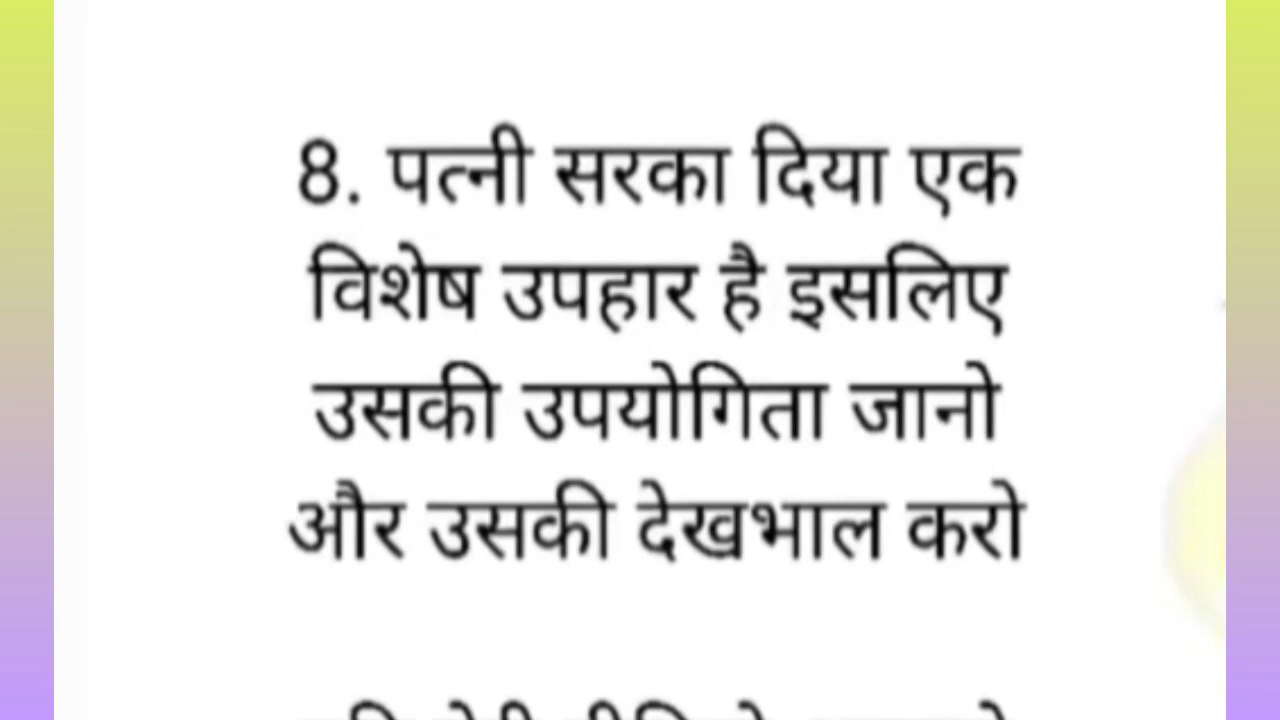 8. पत्नी सरका दिया एक
विशेष उपहार है इसलिए
उसकी उपयोगिता जानो
और उसकी देखभाल करो